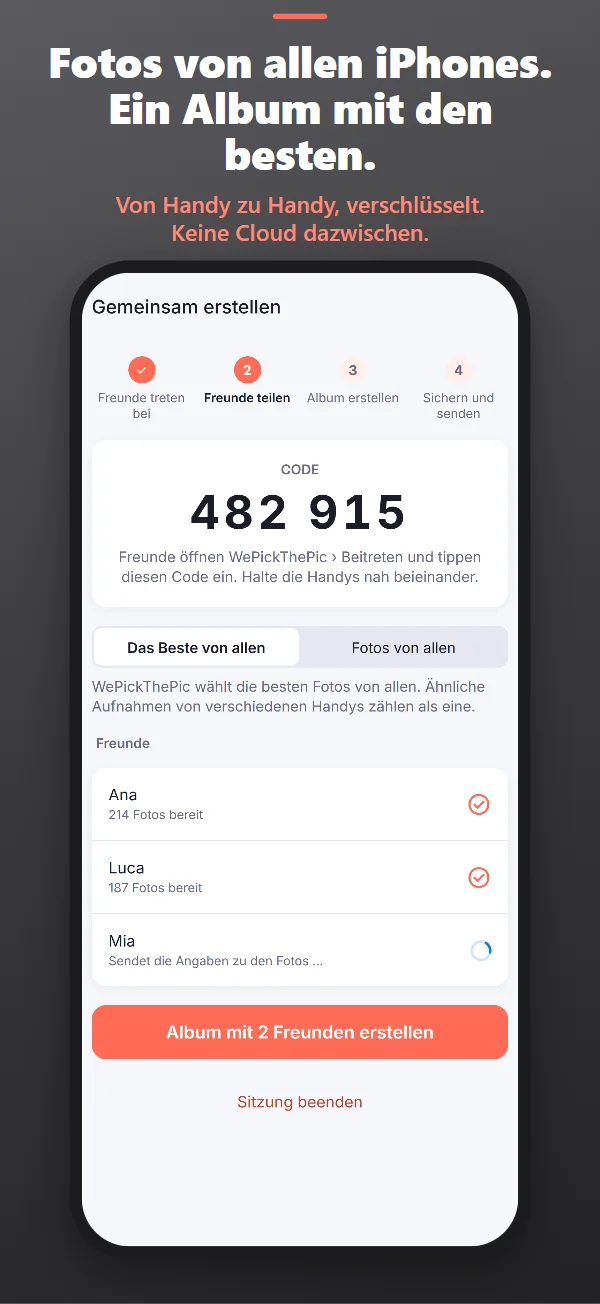 Fotos von allen iPhones.
Ein Album mit den
besten.
Von Handy zu Handy, verschlüsselt.
Keine Cloud dazwischen.
Gemeinsam erstellen
2
3
4
Freunde treten
bei
Freunde teilen
Album erstellen
Sichern und
senden
CODE
482 915
Freunde öffnen WePickThePic › Beitreten und tippen
diesen Code ein. Halte die Handys nah beieinander.
Das Beste von allen
Fotos von allen
WePickThePic wählt die besten Fotos von allen. Ähnliche
Aufnahmen von verschiedenen Handys zählen als eine.
Freunde
Ana
214 Fotos bereit
Luca
187 Fotos bereit
Mia
Sendet die Angaben zu den Fotos ...
Album mit 2 Freunden erstellen
Sitzung beenden